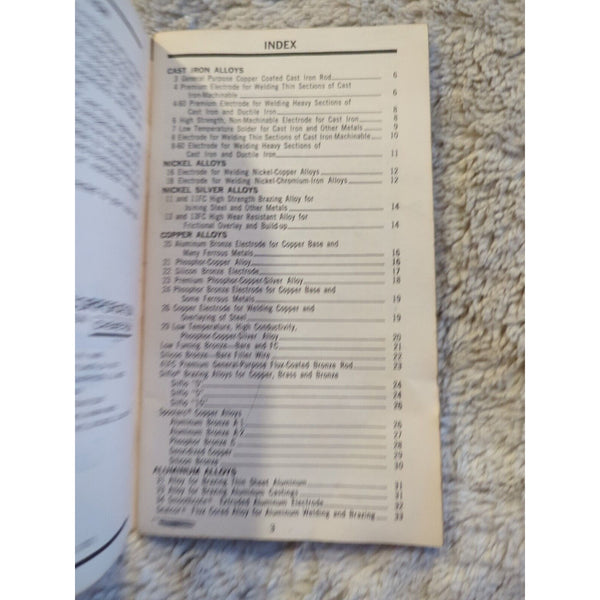 INDEX
CAST IRON ALLOYS
3 General Purpose Copper Coated Cast Iron Rod 6
4 Premium Electrode for Welding Thin Sections of Cast
Iron-Machinable 6
4-60 Premium Electrode for Welding Heavy Sections of
Cast Iron and Ductile Iron 8
6 High Strength, Non-Machinable Electrode for Cast Iron 8
7 Low Temperature Solder for Cast Iron and Other Metals 9
8 Electrode for Welding Thin Sections of Cast Iron-Machinable 10
8-60 Electrode for Welding Heavy Sections of
Cast Iron and Ductile Iron 11
NICKEL ALLOYS
16 Electrode for Welding Nickel-Copper Alloys 12
18 Electrode for Welding Nickel-Chromium-Iron Alloys 12
NICKEL SILVER ALLOYS
11 and 11FC High Strength Brazing Alloy for
Joining Steel and Other Metals 14
13 and 13FC High Wear Resistant Alloy for
Frictional Overlay and Build-up 14
COPPER ALLOYS
20 Aluminum Bronze Electrode for Copper Base and
Many Ferrous Metals 16
21 Phosphor-Copper Alloy 16
22 Silicon Bronze Electrode 17
23 Premium Phosphor-Copper-Silver Alloy 18
25 Phosphor Bronze Electrode for Copper Base and
Some Ferrous Metals 19
26 Copper Electrode for Welding Copper and
Overlaying of Steel 19
29 Low Temperature, High Conductivity,
Phosphor-Copper-Silver Alloy 20
Low Fuming Bronze—Bare and FC 21
Silicon Bronze—Bare Filler Wire 22
43FC Premium General-Purpose Flux-Coated Bronze Rod 23
Brazing Alloys for Copper, Brass and Bronze
24
24
26
Copper Alloys
Aluminum Bronze A-1 26
Aluminum Bronze A-2 27
Phosphor Bronze C 28
Deoxidized Copper 29
Silicon Bronze 30
ALUMINUM ALLOYS
Alloy for Brazing Thin Sheet Aluminum 31
Alloy for Brazing Aluminum Castings 31
Extruded Aluminum Electrode 32
Flux Cored Alloy for Aluminum Welding and Brazing 33
3